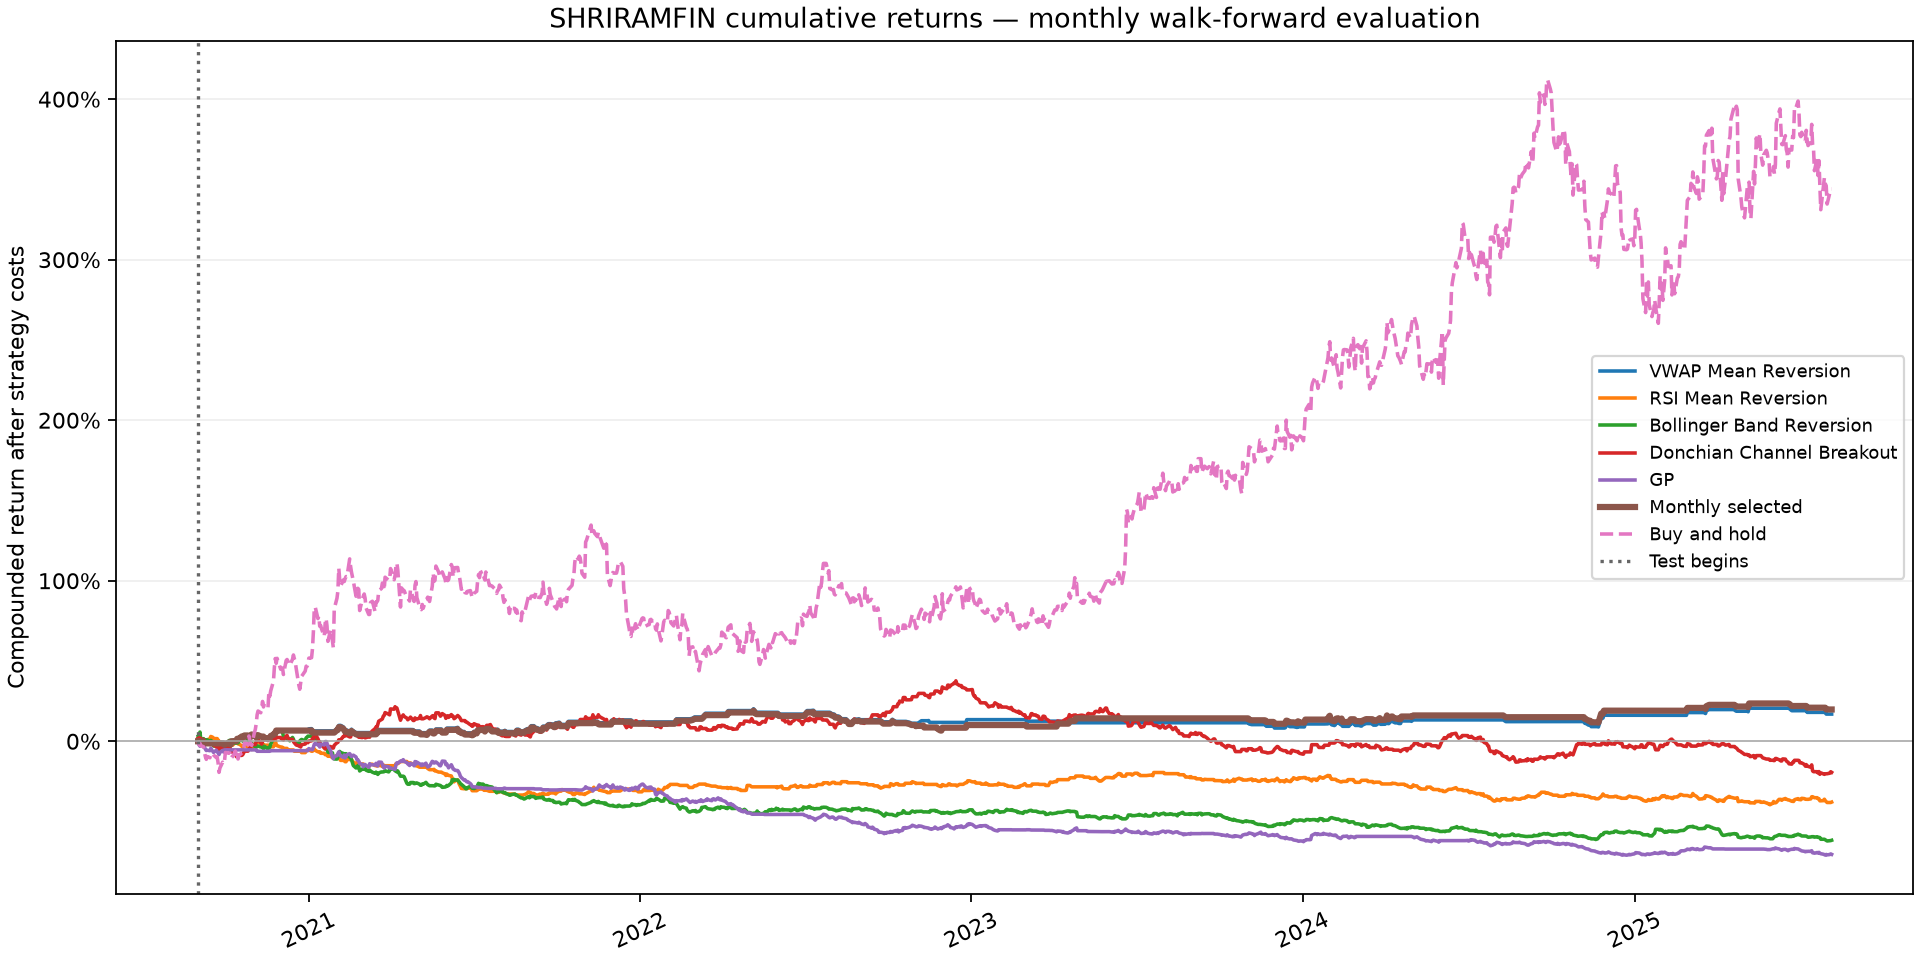 SHRIRAMFIN cumulative returns — monthly walk-forward evaluation
Compounded return after strategy costs
400%
300%
200%
100%
0%
VWAP Mean Reversion
RSI Mean Reversion
Bollinger Band Reversion
Donchian Channel Breakout
GP
Monthly selected
Buy and hold
Test begins
2021
2022
2023
2024
2025